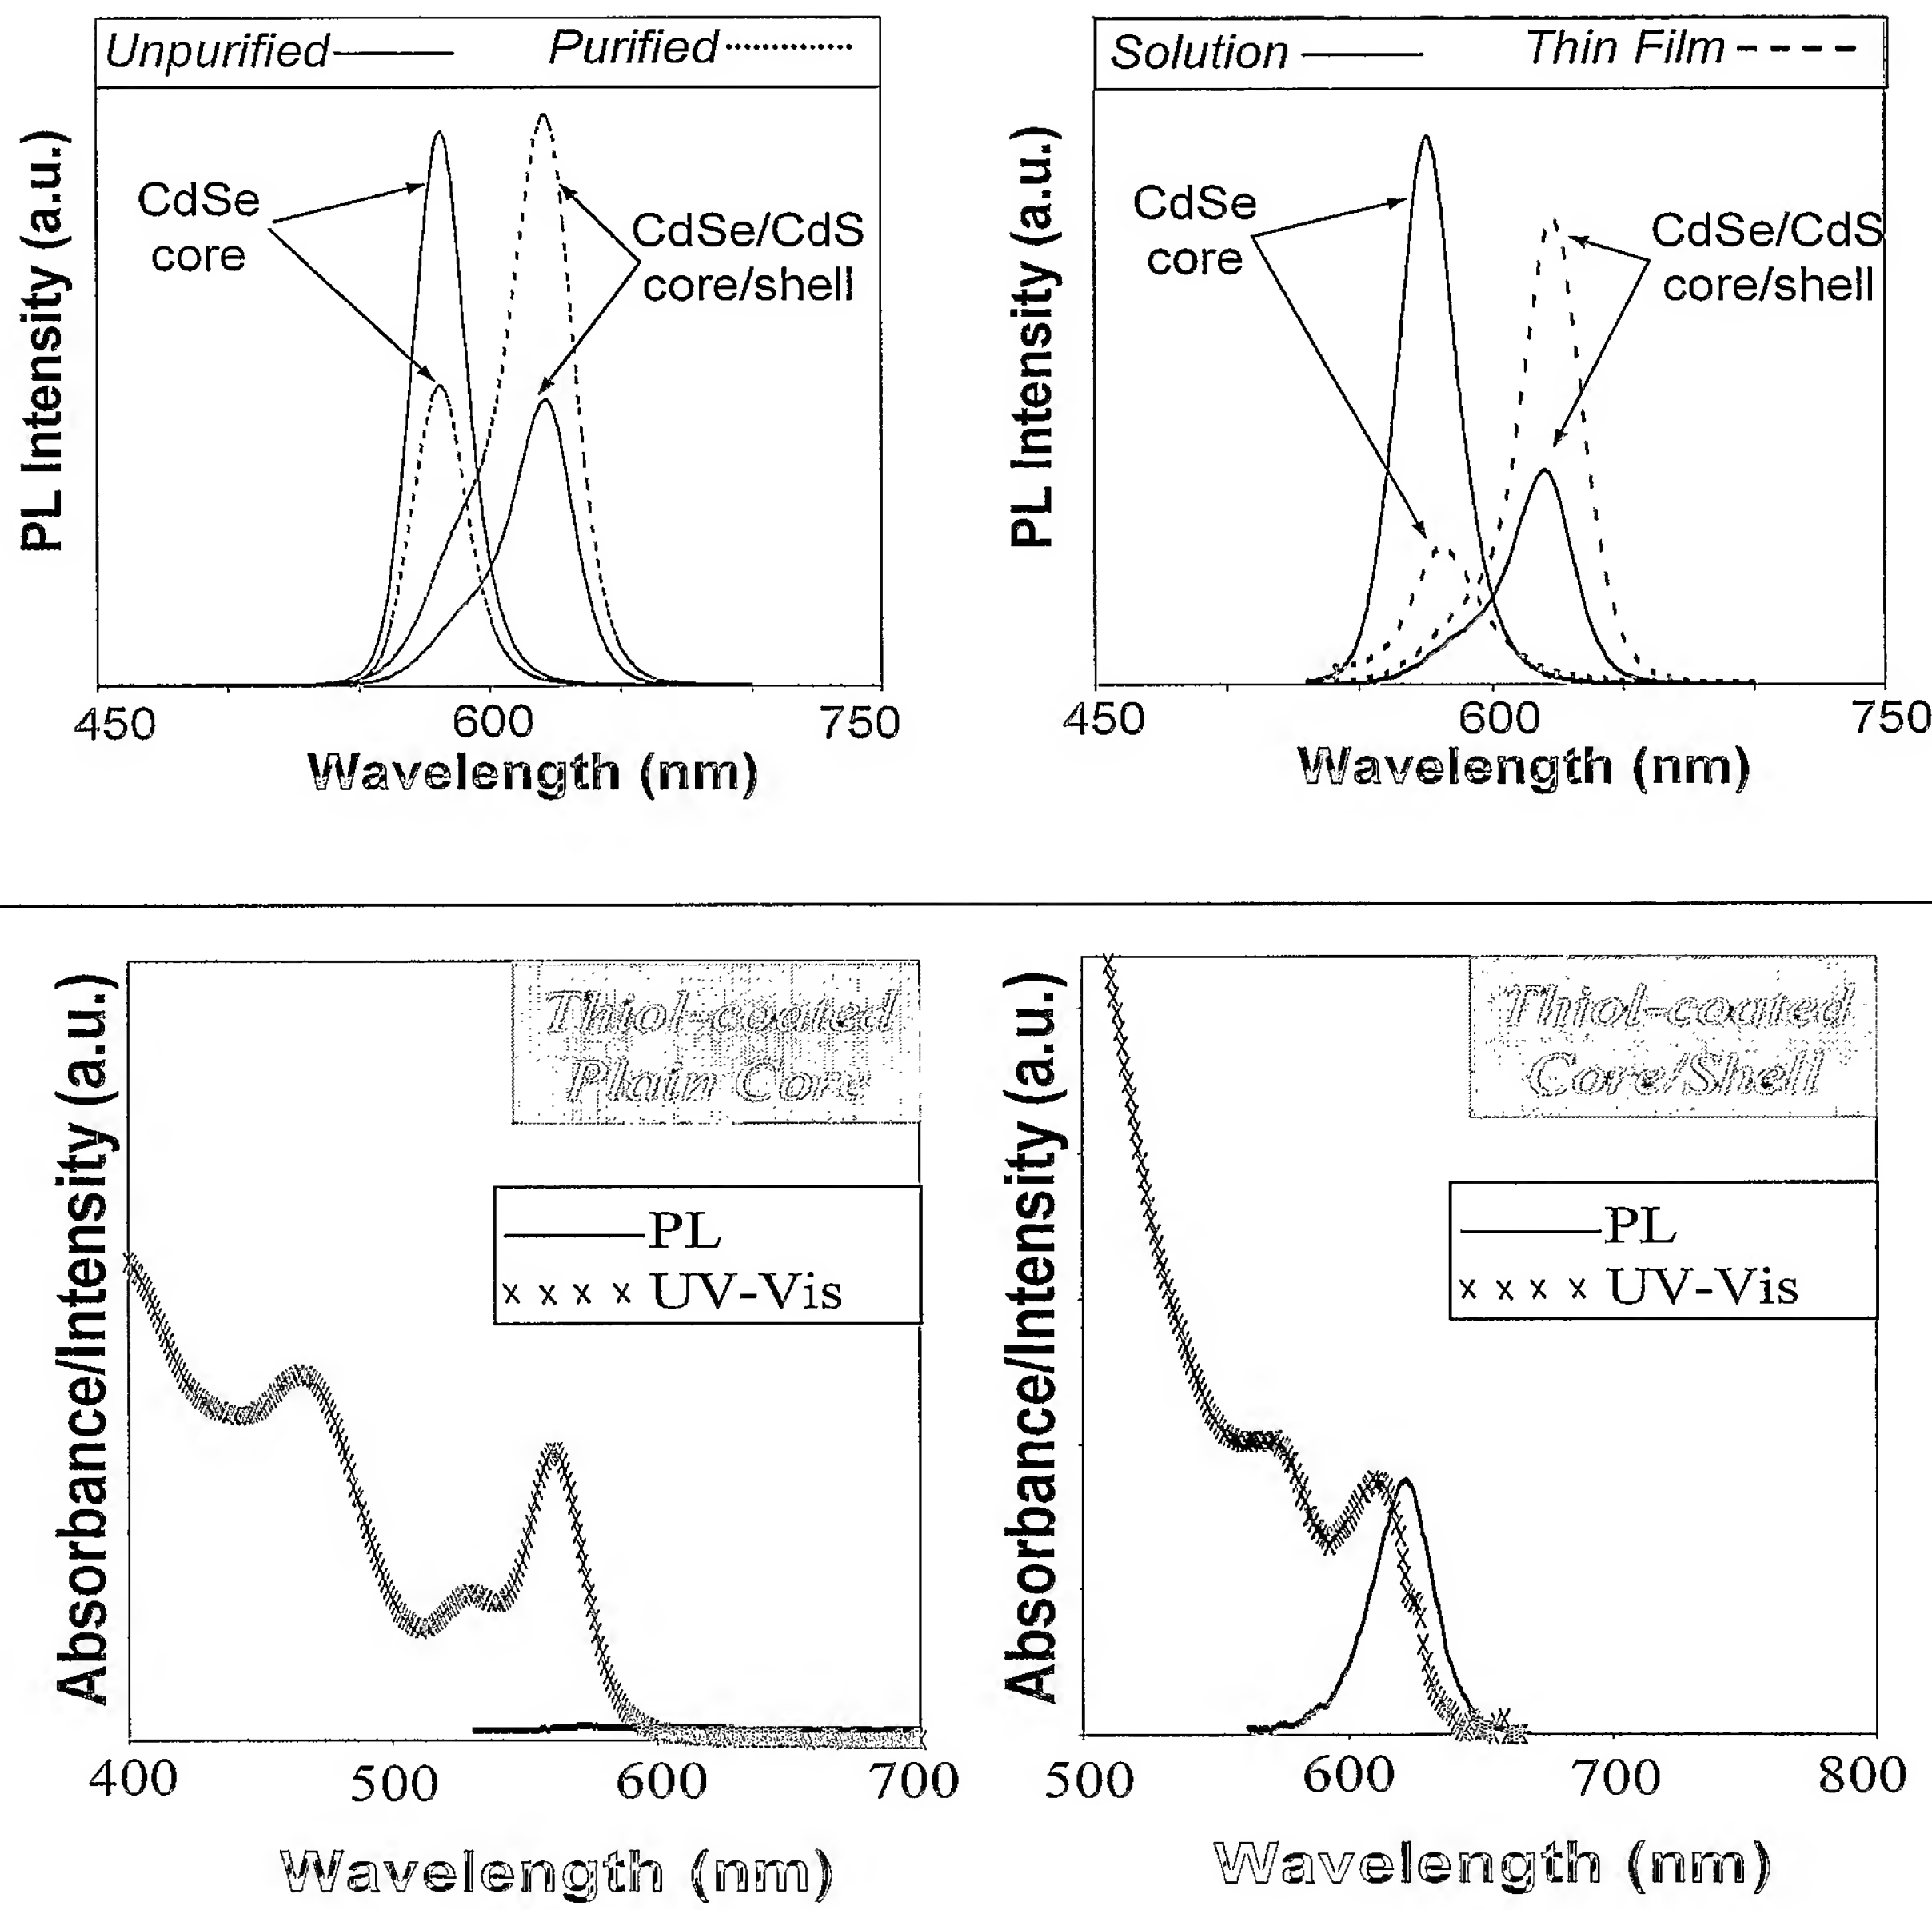 Unpurified Purified
PL Intensity (a.u.)
CdSe
core
CdSe/CdS
core/shell
450 600 750
Wavelength (nm)
Solution Thin Film
PL Intensity (a.u.)
CdSe
core
CdSe/CdS
core/shell
450 600 750
Wavelength (nm)
Absorbance/Intensity (a.u.)
Thiol-coated
Plain Core
PL
x x x x UV-Vis
400 500 600 700
Wavelength (nm)
Absorbance/Intensity (a.u.)
Thiol-coated
Core/Shell
PL
x x x x UV-Vis
500 600 700 800
Wavelength (nm)